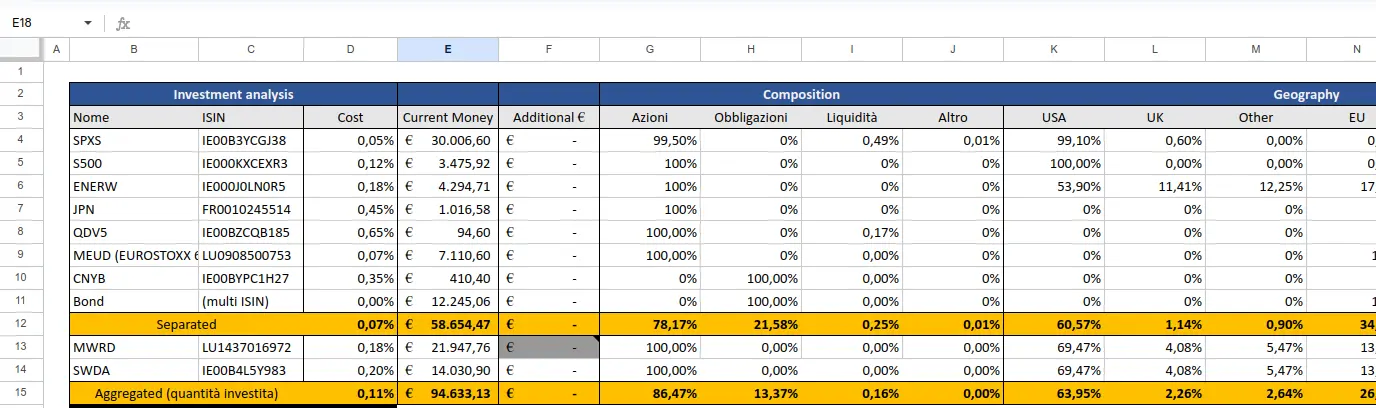 E18 fx
A B C D E F G H I J K L M N
1
2 Investment analysis Composition Geography
3 Nome ISIN Cost Current Money Additional € Azioni Obbligazioni Liquidità Altro USA UK Other EU
4 SPXS IE00B3YCGJ38 0,05% € 30.006,60 € - 99,50% 0% 0,49% 0,01% 99,10% 0,60% 0,00% 0,
5 S500 IE000KXCEXR3 0,12% € 3.475,92 € - 100% 0% 0% 0% 100,00% 0,00% 0,00% 0,
6 ENERW IE000J0LN0R5 0,18% € 4.294,71 € - 100% 0% 0% 0% 53,90% 11,41% 12,25% 17,
7 JPN FR0010245514 0,45% € 1.016,58 € - 100% 0% 0% 0% 0% 0% 0%
8 QDV5 IE00BZCQB185 0,65% € 94,60 € - 100,00% 0% 0,17% 0% 0% 0% 0%
9 MEUD (EUROSTOXX 6 LU0908500753 0,07% € 7.110,60 € - 100,00% 0% 0,00% 0% 0% 0% 0% 1
10 CNYB IE00BYPC1H27 0,35% € 410,40 € - 0% 100,00% 0,00% 0% 0% 0% 0%
11 Bond (multi ISIN) 0,00% € 12.245,06 € - 0% 100,00% 0,00% 0% 0% 0% 0% 1
12 Separated 0,07% € 58.654,47 € - 78,17% 21,58% 0,25% 0,01% 60,57% 1,14% 0,90% 34,
13 MWRD LU1437016972 0,18% € 21.947,76 € - 100,00% 0,00% 0,00% 0,00% 69,47% 4,08% 5,47% 13,
14 SWDA IE00B4L5Y983 0,20% € 14.030,90 € - 100,00% 0,00% 0,00% 0,00% 69,47% 4,08% 5,47% 13,
15 Aggregated (quantità investita) 0,11% € 94.633,13 € - 86,47% 13,37% 0,16% 0,00% 63,95% 2,26% 2,64% 26,